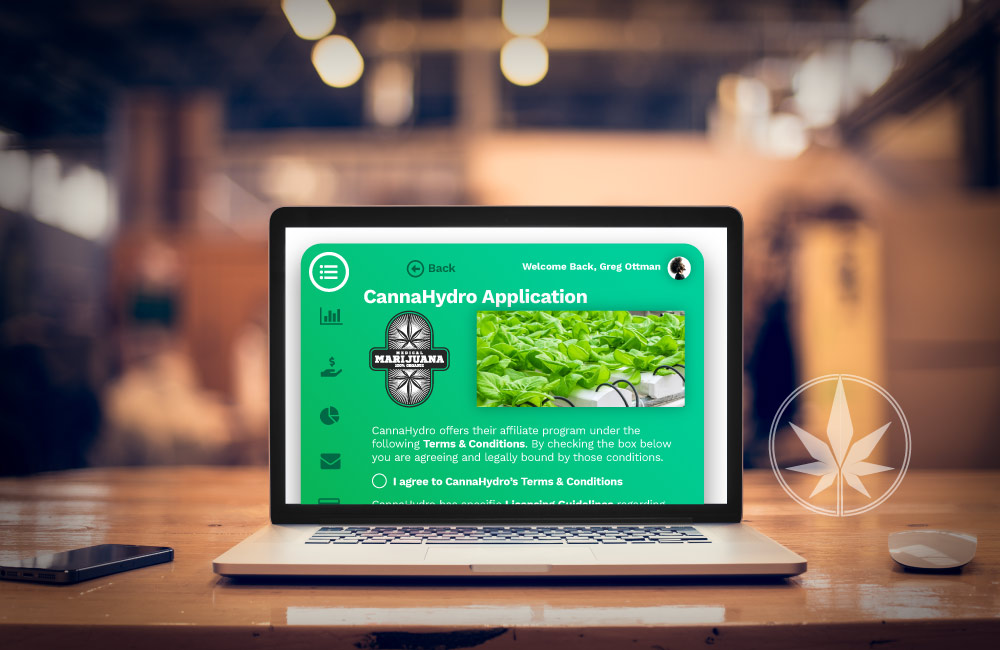 Back
Welcome Back, Greg Ottman
CannaHydro Application
MEDICAL
MARIJUANA
100% ORGANIC
CannaHydro offers their affiliate program under the
following Terms & Conditions. By checking the box below
you are agreeing and legally bound by those conditions.
I agree to CannaHydro's Terms & Conditions
CannaHydro has specific Licensing Guidelines regarding